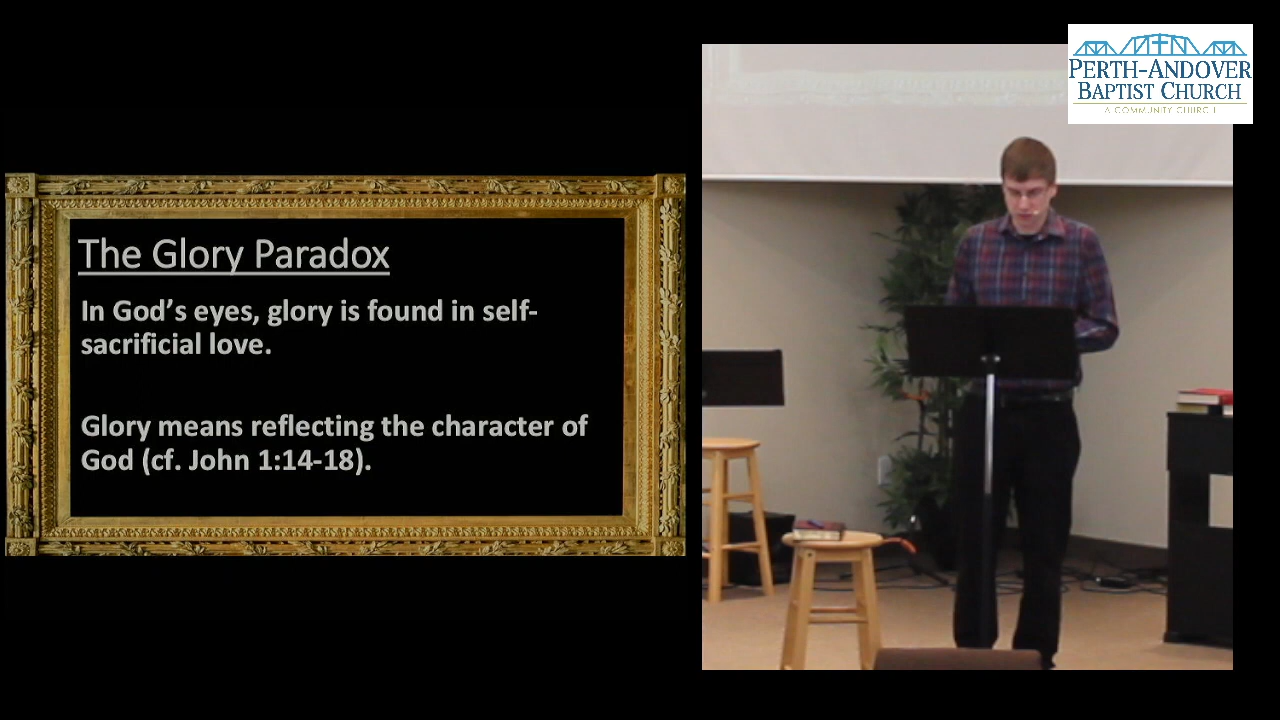 The Glory Paradox
In God's eyes, glory is found in self-
sacrificial love.
Glory means reflecting the character of
God (cf. John 1:14-18).
PERTH-ANDOVER
BAPTIST CHURCH
A COMMUNITY CHURCH